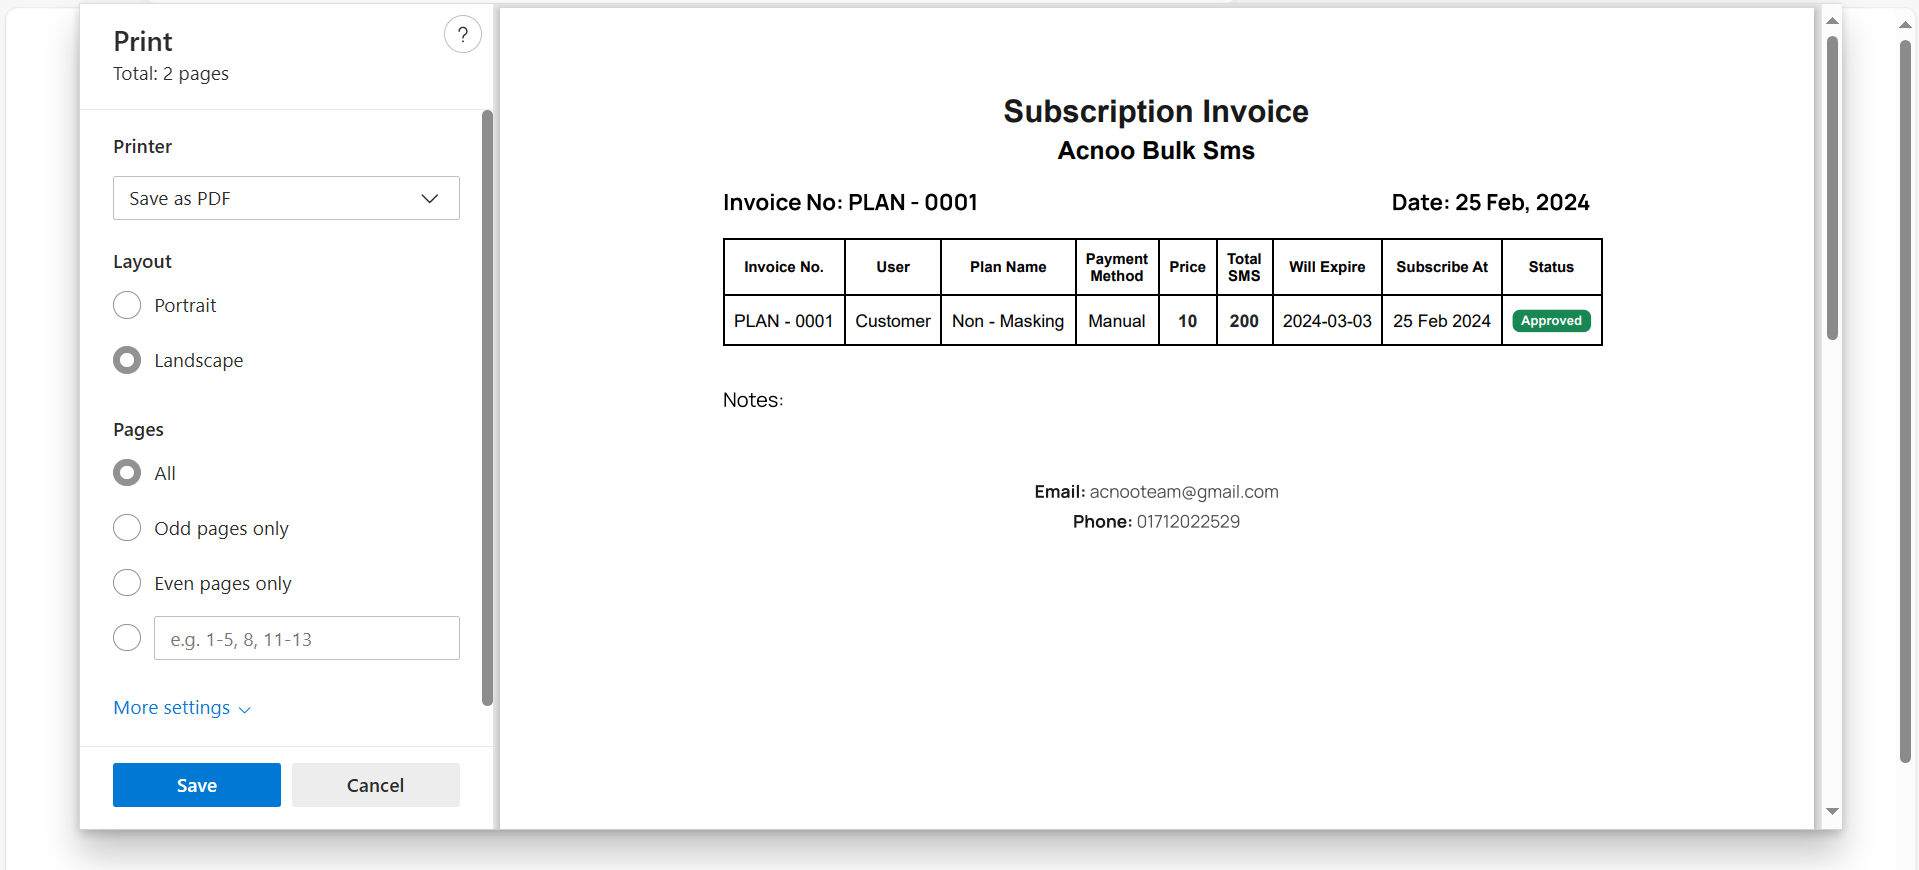 Print
?
Total: 2 pages
Printer
Save as PDF
Layout
Portrait
Landscape
Pages
All
Odd pages only
Even pages only
e.g. 1-5, 8, 11-13
More settings
Save
Cancel
Subscription Invoice
Acnoo Bulk Sms
Invoice No: PLAN - 0001
Date: 25 Feb, 2024
Invoice No. User Plan Name Payment Method Price Total SMS Will Expire Subscribe At Status
PLAN - 0001 Customer Non - Masking Manual 10 200 2024-03-03 25 Feb 2024 Approved
Notes:
Email: acnooteam@gmail.com
Phone: 01712022529